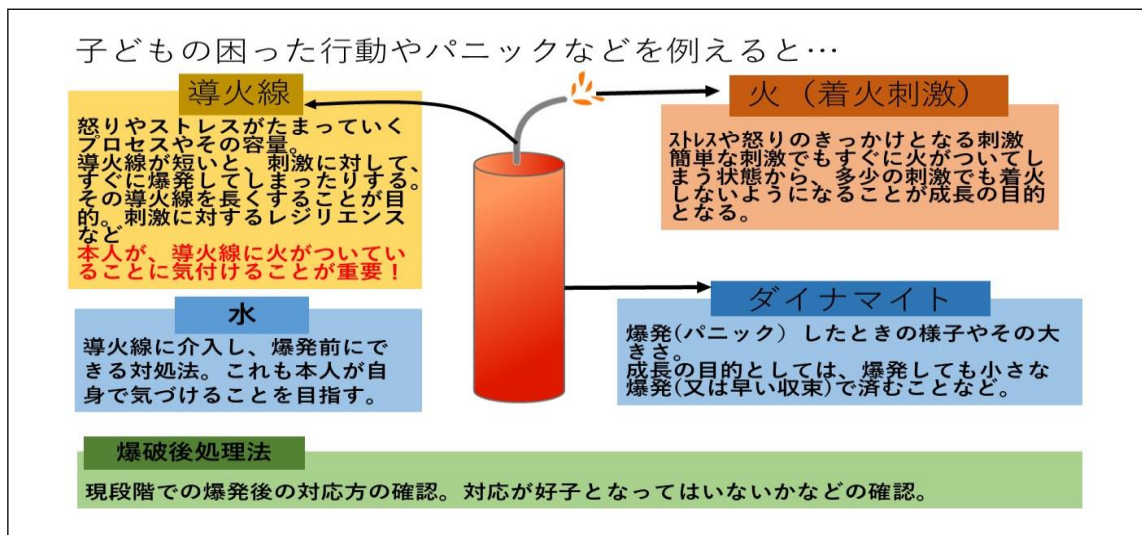 子どもの困った行動やパニックなどを例えると…
導火線
怒りやストレスがたまっていく
プロセスやその容量。
導火線が短いと、刺激に対して、
すぐに爆発してしまったりする。
その導火線を長くすることが目
的。刺激に対するレジリエンス
など
本人が、導火線に火がついてい
ることに気付けることが重要！
火（着火刺激）
ｽﾄﾚｽや怒りのきっかけとなる刺激
簡単な刺激でもすぐに火がついてし
まう状態から、多少の刺激でも着火
しないようになることが成長の目的
となる。
水
導火線に介入し、爆発前にで
きる対処法。これも本人が自
身で気づけることを目指す。
ダイナマイト
爆発(パニック）したときの様子やその大
きさ。
成長の目的としては、爆発しても小さな
爆発(又は早い収束)で済むことなど。
爆破後処理法
現段階での爆発後の対応方の確認。対応が好子となってはいないかなどの確認。